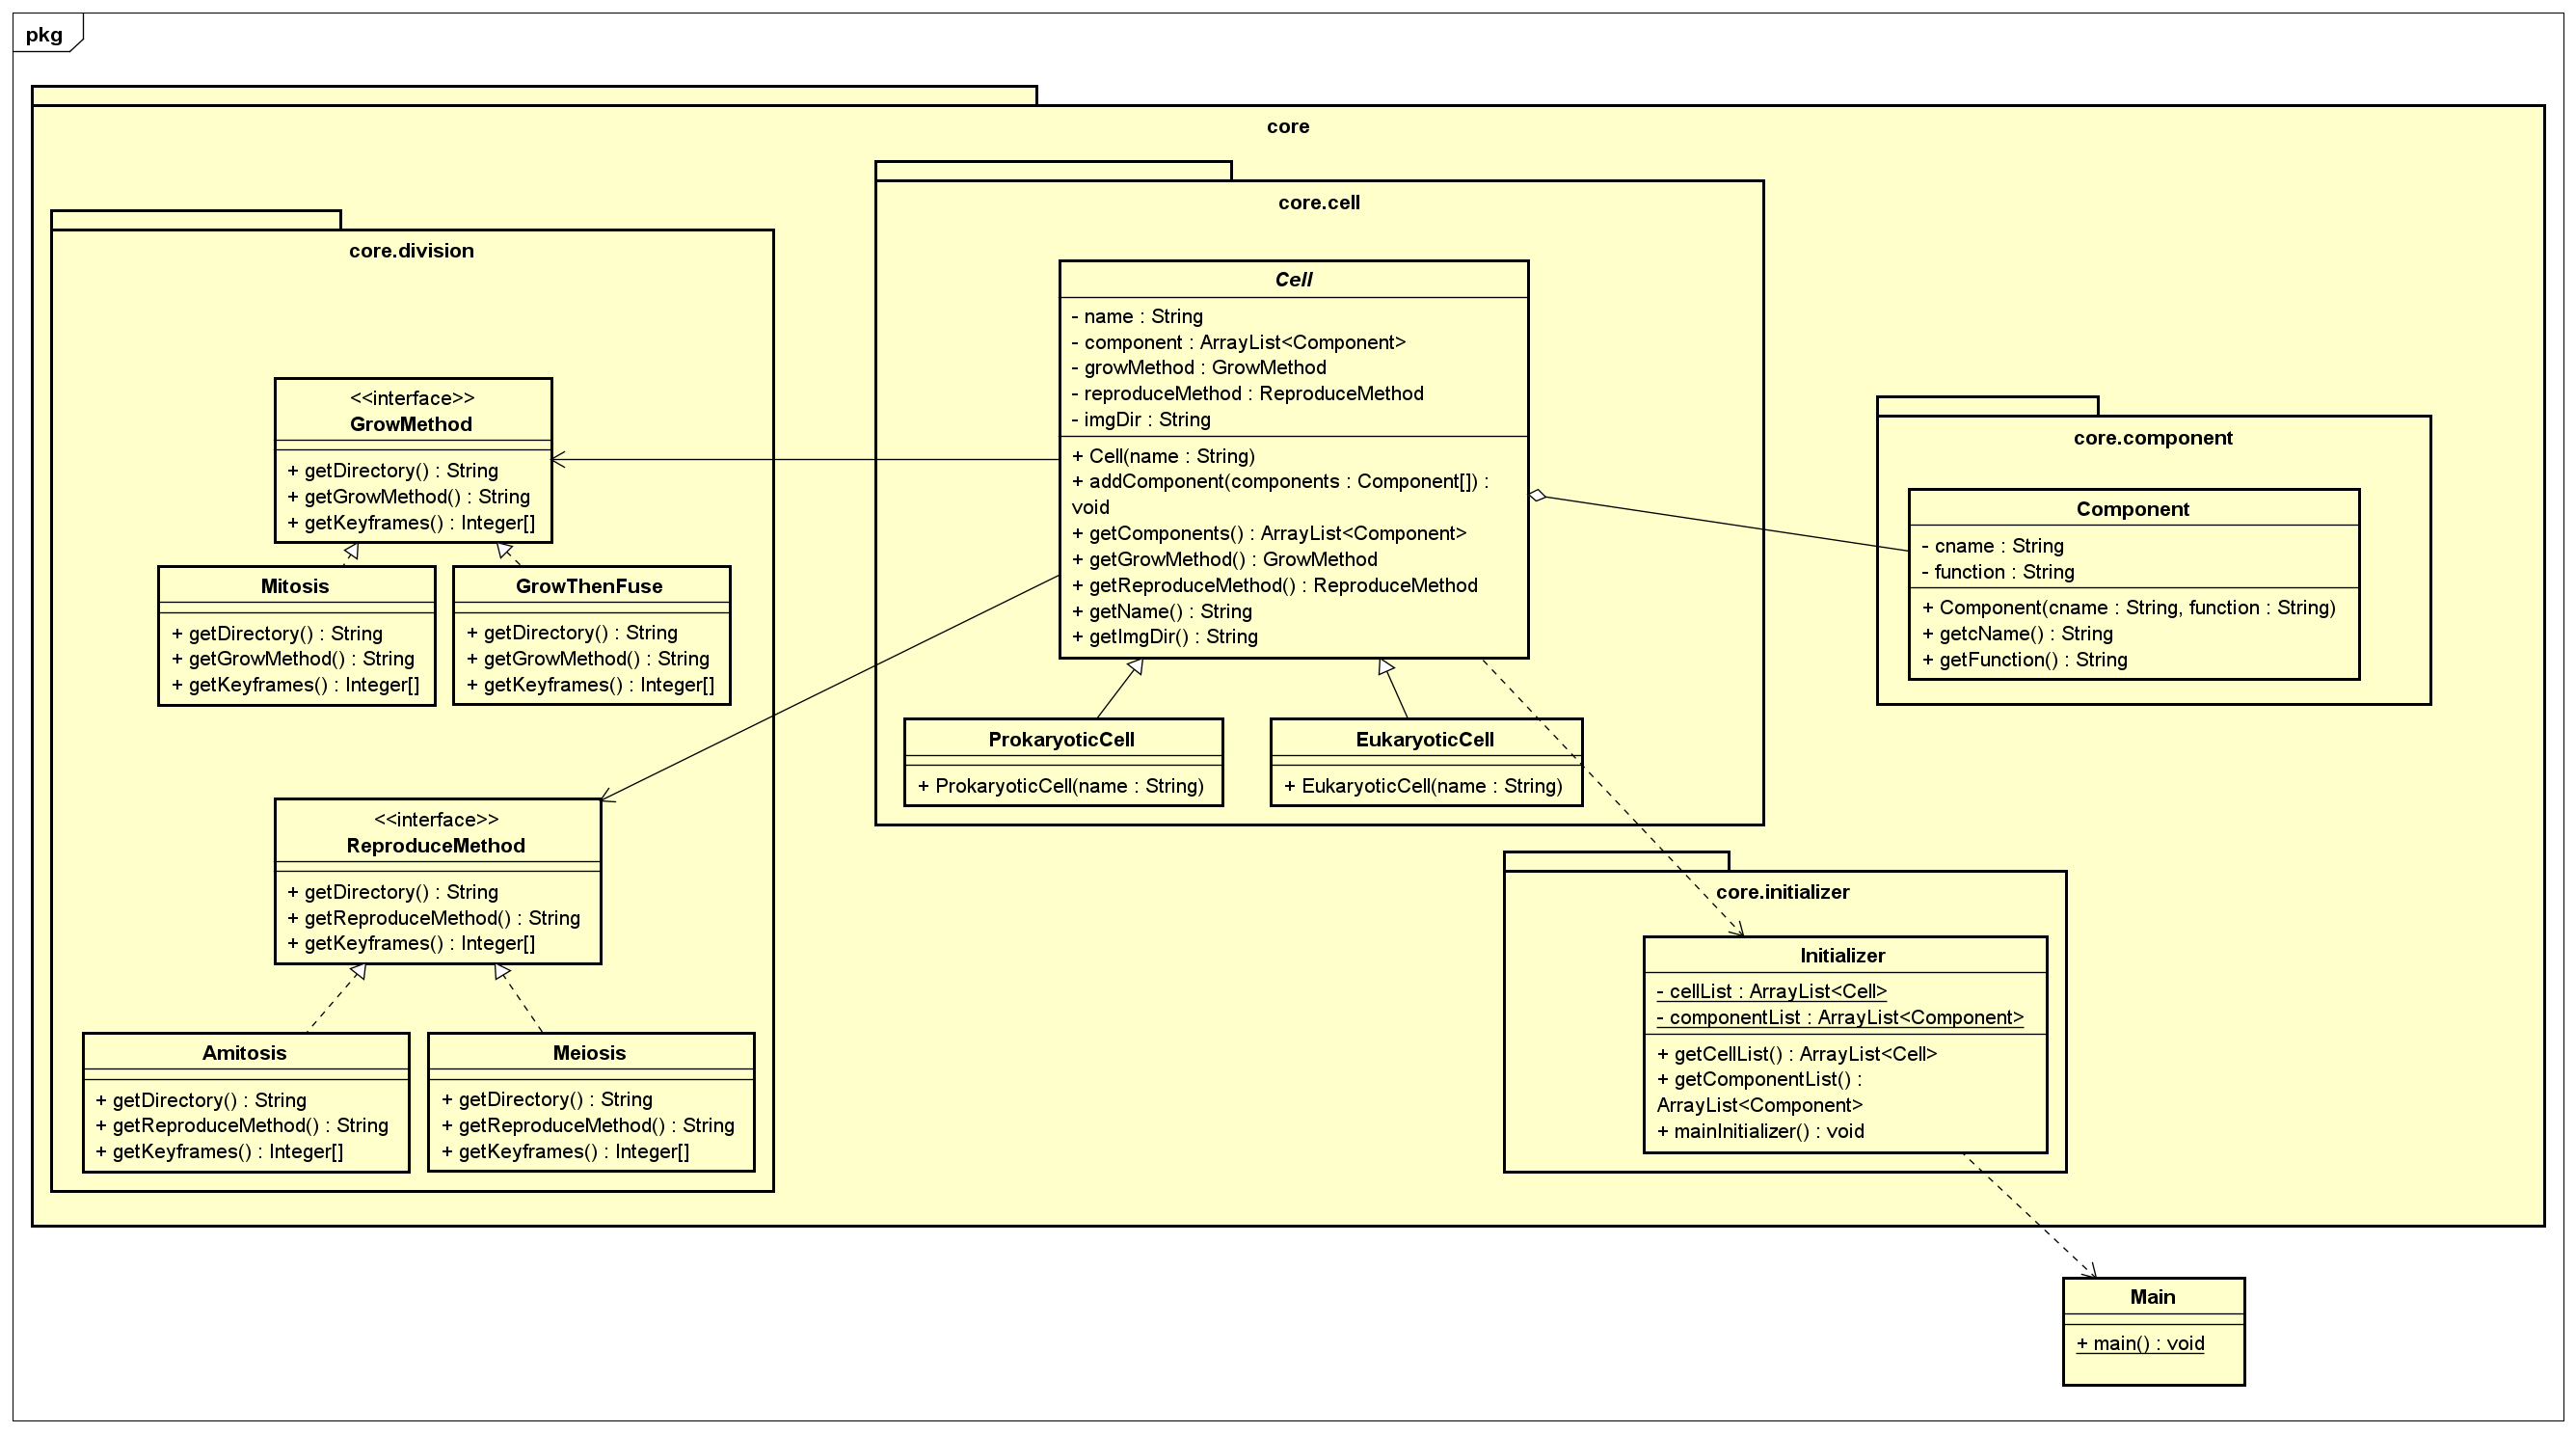 pkg
core
core.division
<<interface>>
GrowMethod
+ getDirectory() : String
+ getGrowMethod() : String
+ getKeyframes() : Integer[]
Mitosis
+ getDirectory() : String
+ getGrowMethod() : String
+ getKeyframes() : Integer[]
GrowThenFuse
+ getDirectory() : String
+ getGrowMethod() : String
+ getKeyframes() : Integer[]
<<interface>>
ReproduceMethod
+ getDirectory() : String
+ getReproduceMethod() : String
+ getKeyframes() : Integer[]
Amitosis
+ getDirectory() : String
+ getReproduceMethod() : String
+ getKeyframes() : Integer[]
Meiosis
+ getDirectory() : String
+ getReproduceMethod() : String
+ getKeyframes() : Integer[]
core.cell
Cell
- name : String
- component : ArrayList<Component>
- growMethod : GrowMethod
- reproduceMethod : ReproduceMethod
- imgDir : String
+ Cell(name : String)
+ addComponent(components : Component[]) :
void
+ getComponents() : ArrayList<Component>
+ getGrowMethod() : GrowMethod
+ getReproduceMethod() : ReproduceMethod
+ getName() : String
+ getImgDir() : String
ProkaryoticCell
+ ProkaryoticCell(name : String)
EukaryoticCell
+ EukaryoticCell(name : String)
core.component
Component
- cname : String
- function : String
+ Component(cname : String, function : String)
+ getcName() : String
+ getFunction() : String
core.initializer
Initializer
- cellList : ArrayList<Cell>
- componentList : ArrayList<Component>
+ getCellList() : ArrayList<Cell>
+ getComponentList() :
ArrayList<Component>
+ mainInitializer() : void
Main
+ main() : void